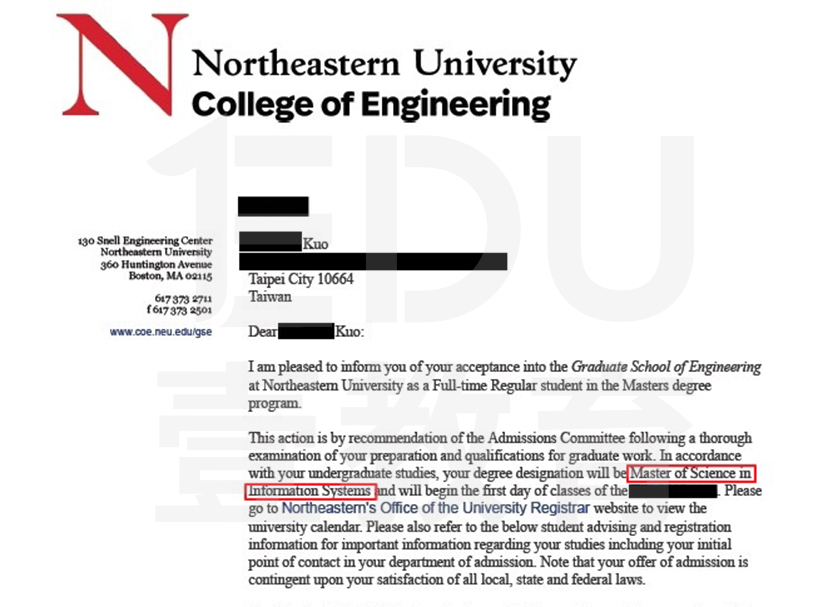 N
Northeastern University
College of Engineering
130 Snell Engineering Center
Northeastern University
360 Huntington Avenue
Boston, MA 02115
617 373 2711
f 617 373 2501
www.coe.neu.edu/gse
Kuo
Taipei City 10664
Taiwan
Dear Kuo:
I am pleased to inform you of your acceptance into the Graduate School of Engineering
at Northeastern University as a Full-time Regular student in the Masters degree
program.
This action is by recommendation of the Admissions Committee following a thorough
examination of your preparation and qualifications for graduate work. In accordance
with your undergraduate studies, your degree designation will be Master of Science in
Information Systems and will begin the first day of classes of the . Please
go to Northeastern's Office of the University Registrar website to view the
university calendar. Please also refer to the below student advising and registration
information for important information regarding your studies including your initial
point of contact in your department of admission. Note that your offer of admission is
contingent upon your satisfaction of all local, state and federal laws.
1EDU
壹教育